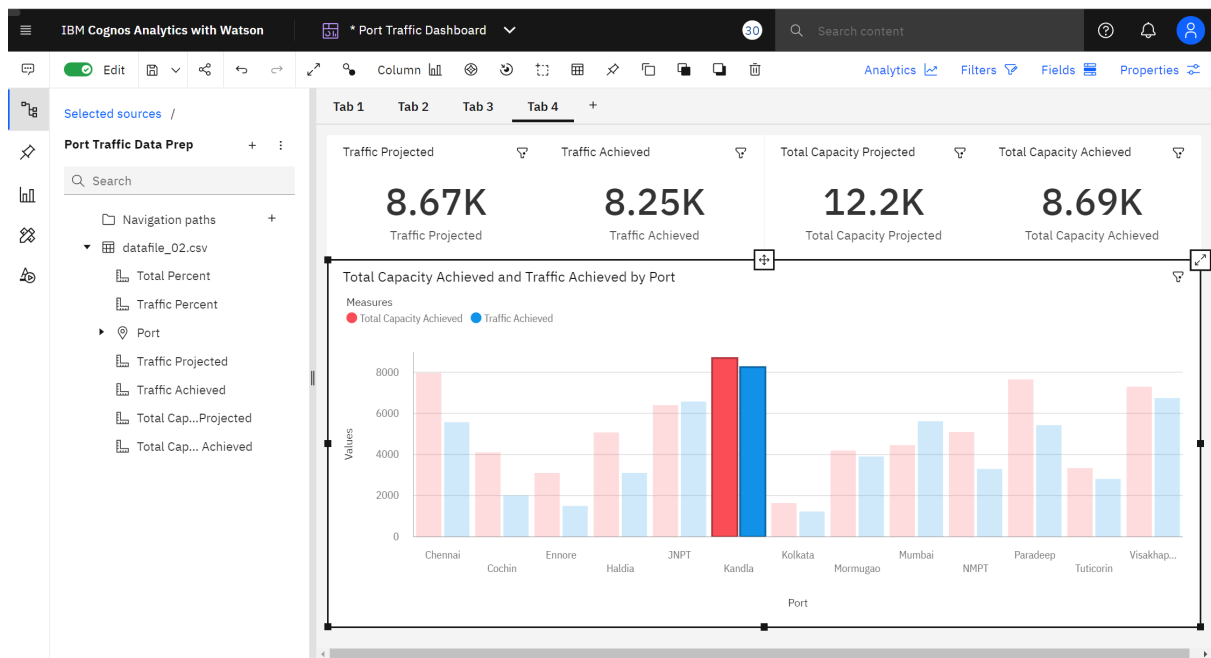 IBM Cognos Analytics with Watson
* Port Traffic Dashboard
30
Search content
Edit
Column
Analytics
Filters
Fields
Properties
Selected sources /
Port Traffic Data Prep
Search
Navigation paths
datafile_02.csv
Total Percent
Traffic Percent
Port
Traffic Projected
Traffic Achieved
Total Cap...Projected
Total Cap... Achieved
Tab 1 Tab 2 Tab 3 Tab 4 +
Traffic Projected
8.67K
Traffic Projected
Traffic Achieved
8.25K
Traffic Achieved
Total Capacity Projected
12.2K
Total Capacity Projected
Total Capacity Achieved
8.69K
Total Capacity Achieved
Total Capacity Achieved and Traffic Achieved by Port
Measures
Total Capacity Achieved Traffic Achieved
Values
8000
6000
4000
2000
0
Chennai
Cochin
Ennore
Haldia
JNPT
Kandla
Kolkata
Mormugao
Mumbai
NMPT
Paradeep
Tuticorin
Visakhap...
Port